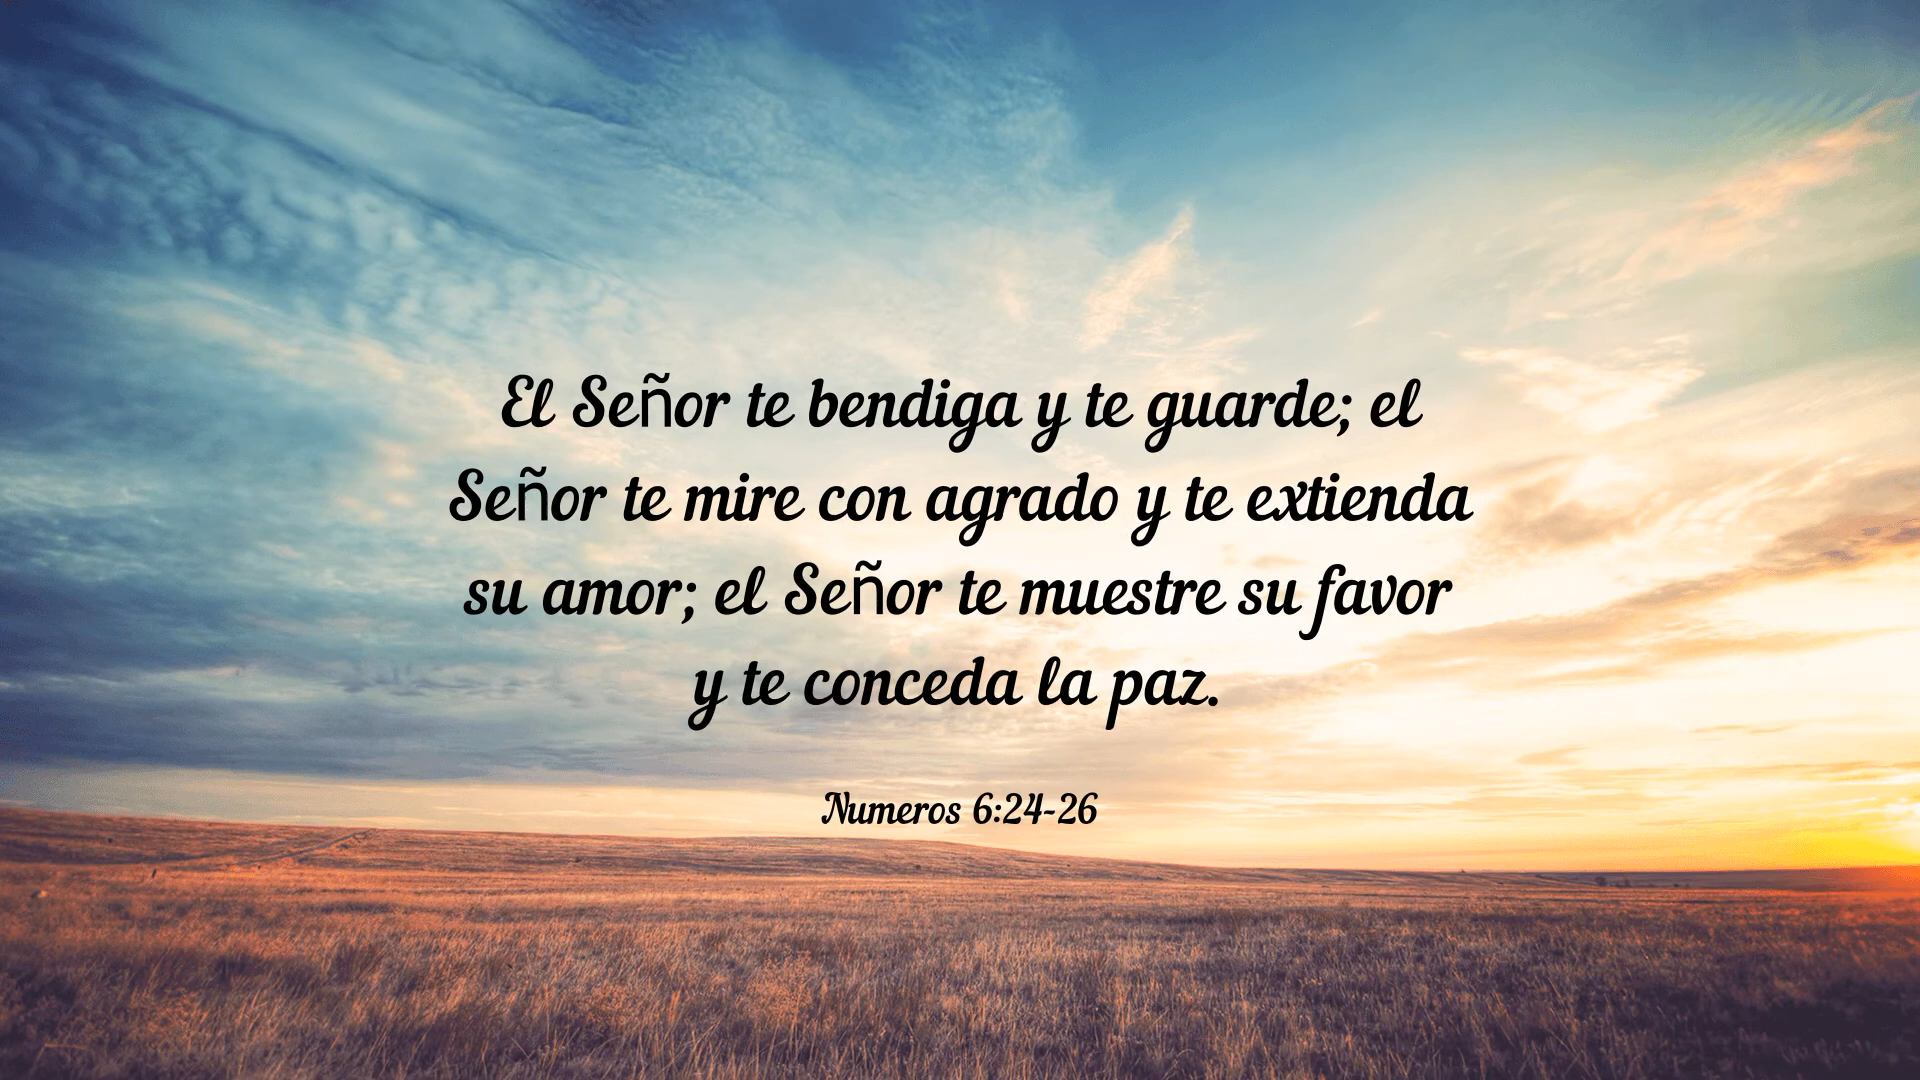 El Señor te bendiga y te guarde; el
Señor te mire con agrado y te extienda
su amor; el Señor te muestre su favor
y te conceda la paz.
Numeros 6:24-26